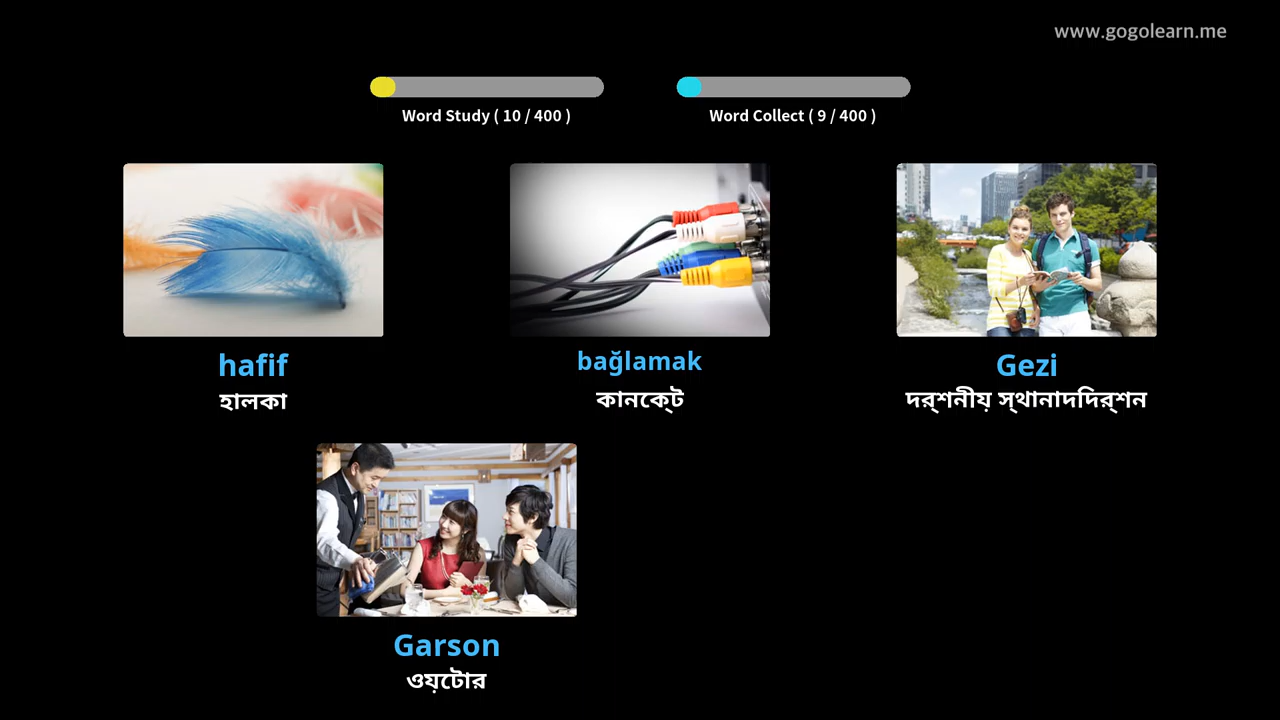 www.gogolearn.me
Word Study ( 10 / 400 )
Word Collect ( 9 / 400 )
hafif
হালকা
bağlamak
কানক্েট
Gezi
দর্শনীয় স্থানাদদির্শন
Garson
ওয়টোর